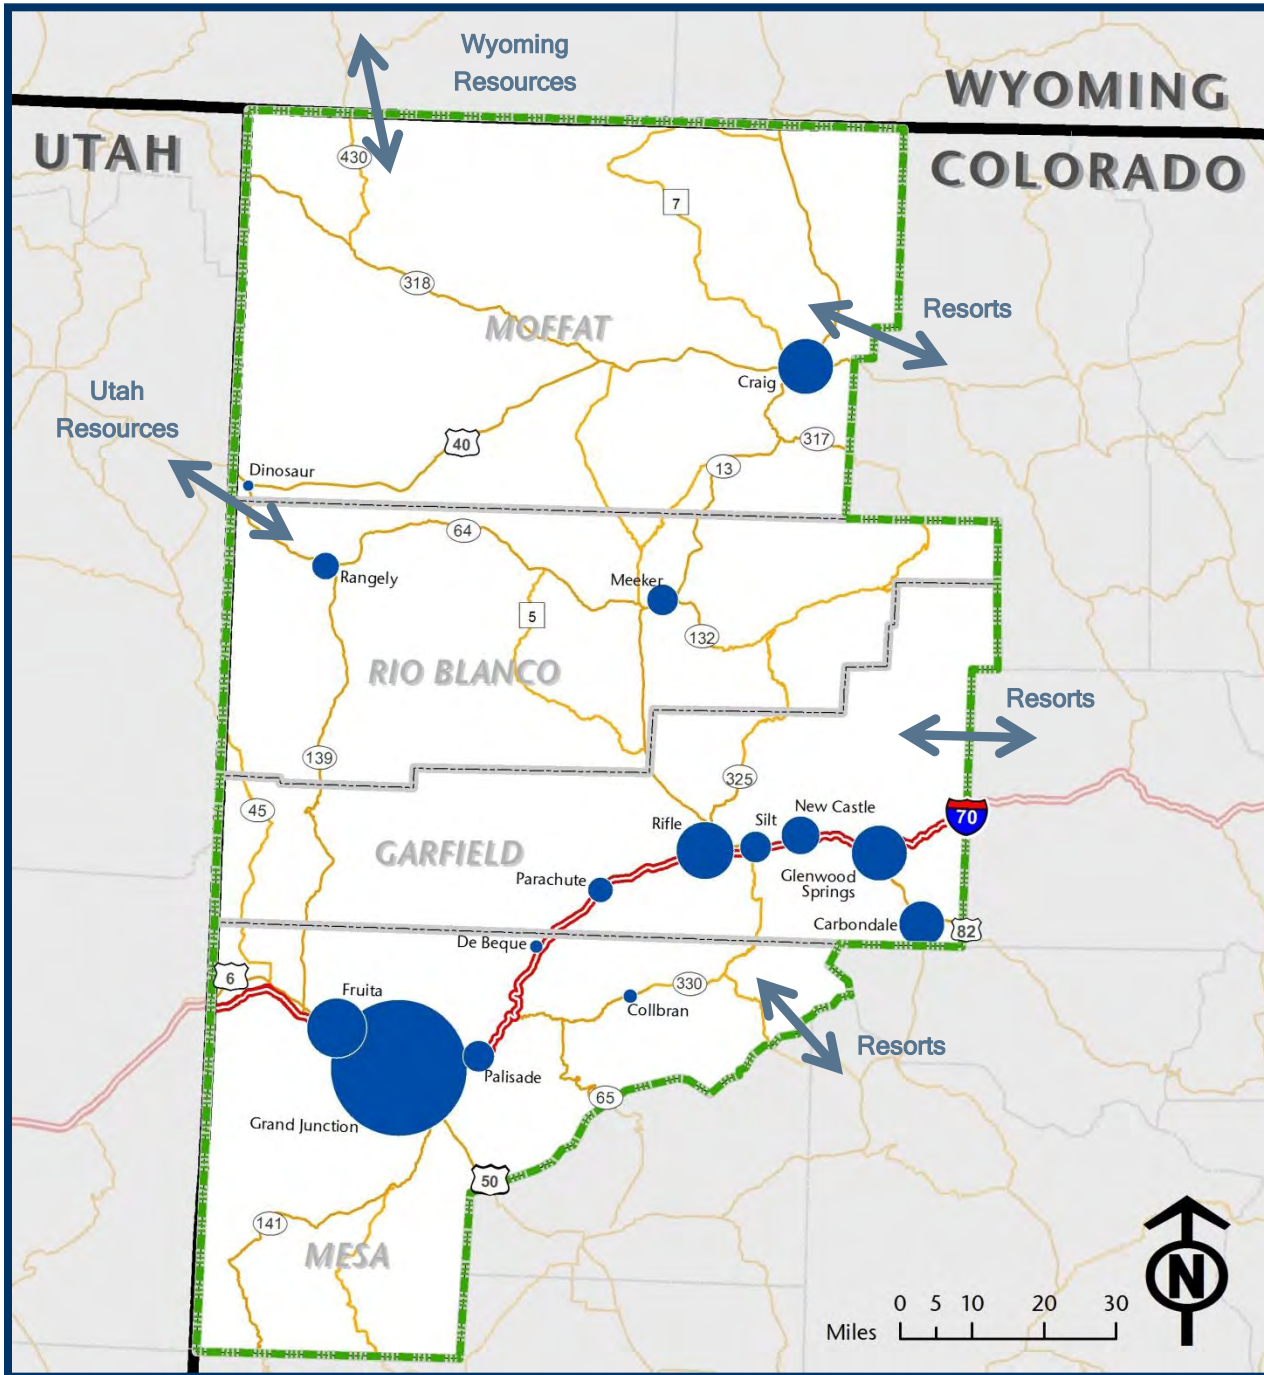 Wyoming
Resources
WYOMING
UTAH
COLORADO
430
7
318
MOFFAT
Resorts
Craig
Utah
Resources
40
317
13
Dinosaur
64
Rangely
Meeker
5
132
RIO BLANCO
Resorts
139
325
45
New Castle
Silt
Rifle
70
GARFIELD
Parachute
Glenwood
Springs
Carbondale
82
De Beque
6
Fruita
330
Collbran
Resorts
Palisade
65
Grand Junction
50
141
MESA
N
0 5 10 20 30
Miles